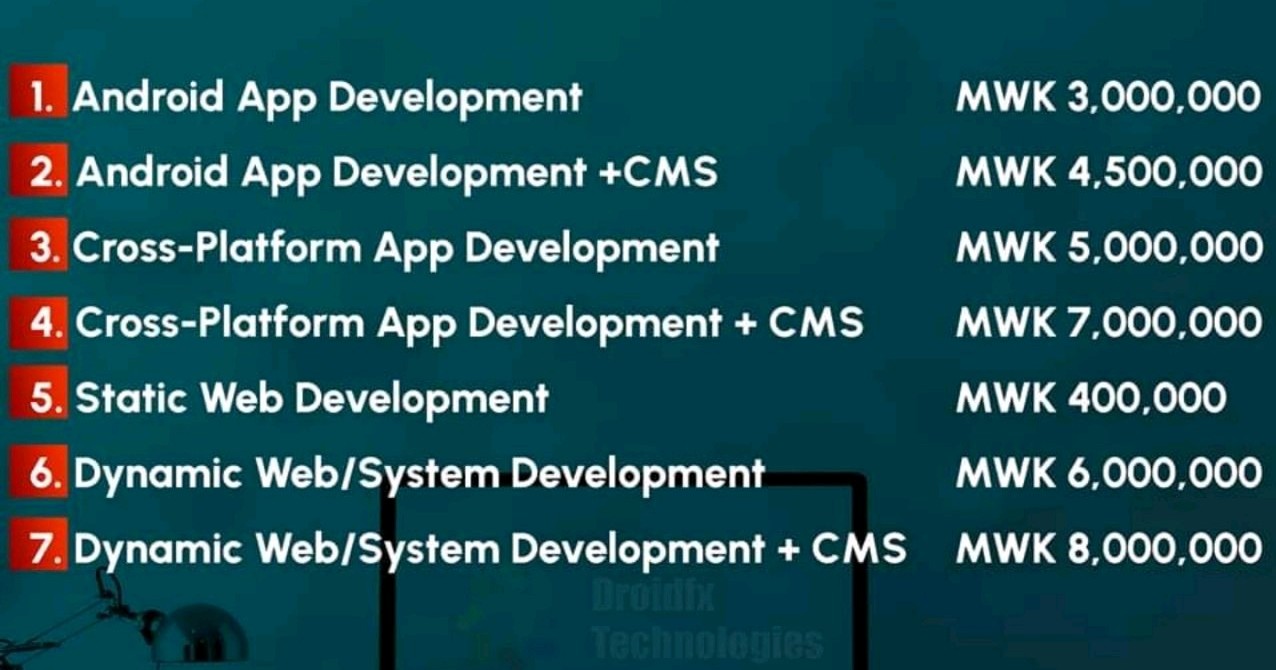 1. Android App Development MWK 3,000,000
2. Android App Development +CMS MWK 4,500,000
3. Cross-Platform App Development MWK 5,000,000
4. Cross-Platform App Development + CMS MWK 7,000,000
5. Static Web Development MWK 400,000
6. Dynamic Web/System Development MWK 6,000,000
7. Dynamic Web/System Development + CMS MWK 8,000,000
Droidfx
Technologies